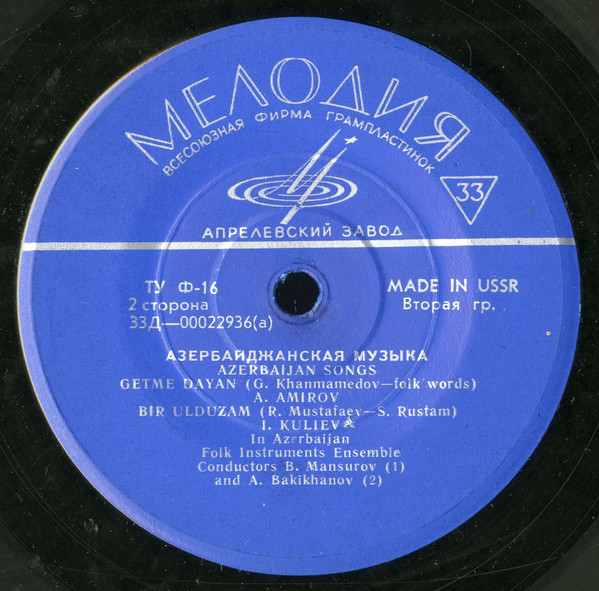 МЕЛОДИЯ
ВСЕСОЮЗНАЯ ФИРМА ГРАМПЛАСТИНОК
33
АПРЕЛЕВСКИЙ ЗАВОД
ТУ Ф-16
MADE IN USSR
2 сторона
Вторая гр.
33Д—00022936(а)
АЗЕРБАЙДЖАНСКАЯ МУЗЫКА
AZERBAIJAN SONGS
GETME DAYAN (G. Khanmamedov—folk words)
A. AMIROV
BIR ULDUZAM (R. Mustafaev—S. Rustam)
I. KULIEVA
In Azerbaijan
Folk Instruments Ensemble
Conductors B. Mansurov (1)
and A. Bakikhanov (2)